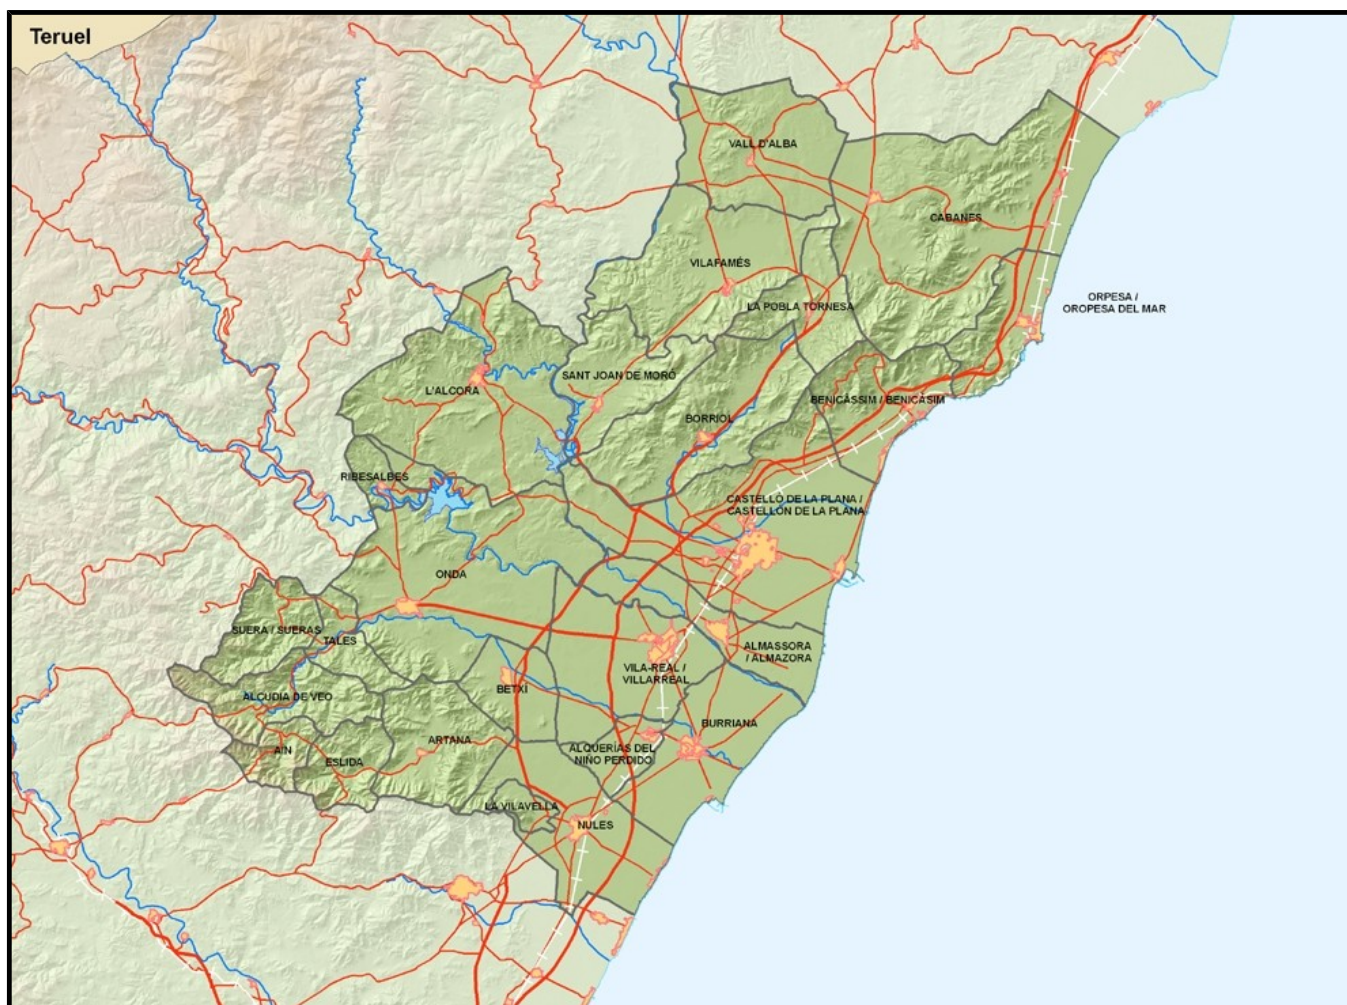 Teruel
VALL D'ALBA
CABANES
VILAFAMÉS
ORPESA /
OROPESA DEL MAR
LA POBLA TORNESA
SANT JOAN DE MORÓ
L'ALCORA
BENICÀSSIM / BENICASIM
BORRIOL
RIBESALBES
CASTELLÓ DE LA PLANA /
CASTELLÓN DE LA PLANA
ONDA
SUERA / SUERAS
TALES
ALMASSORA
/ ALMAZORA
VILA-REAL /
VILLARREAL
BETXÍ
ALCUDIA DE VEO
BURRIANA
ARTANA
AIN
ALQUERÍAS DEL
NIÑO PERDIDO
ESLIDA
LA VILAVELLA
NULES